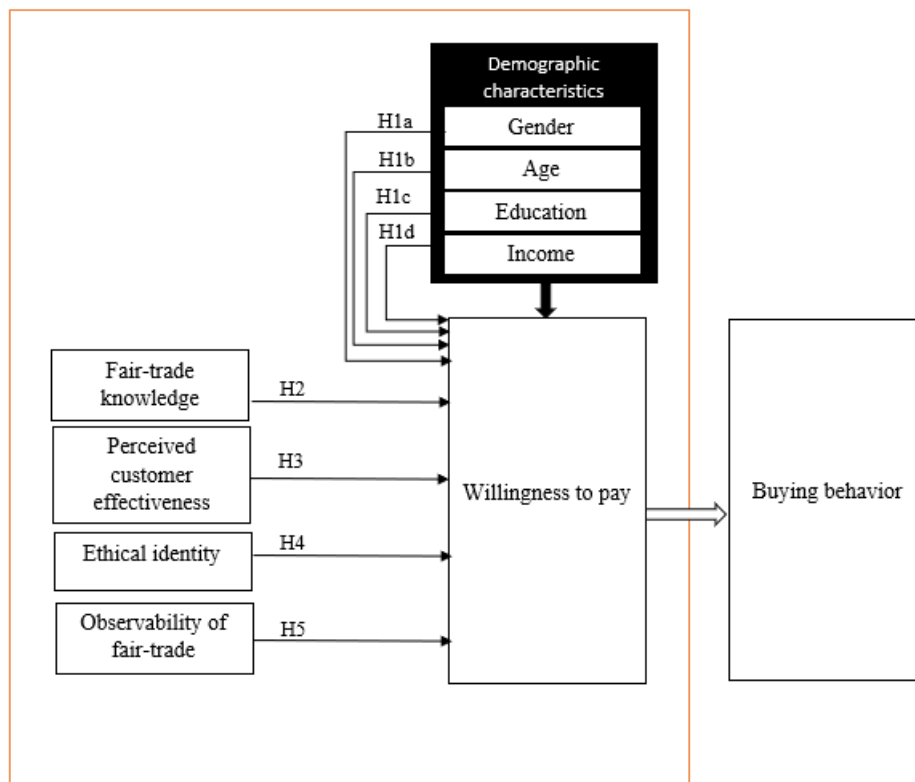 Demographic
characteristics
H1a
Gender
H1b
Age
H1c
Education
H1d
Income
Fair-trade
knowledge
H2
Perceived
customer
effectiveness
H3
Willingness to pay
Buying behavior
Ethical identity
H4
Observability of
fair-trade
H5